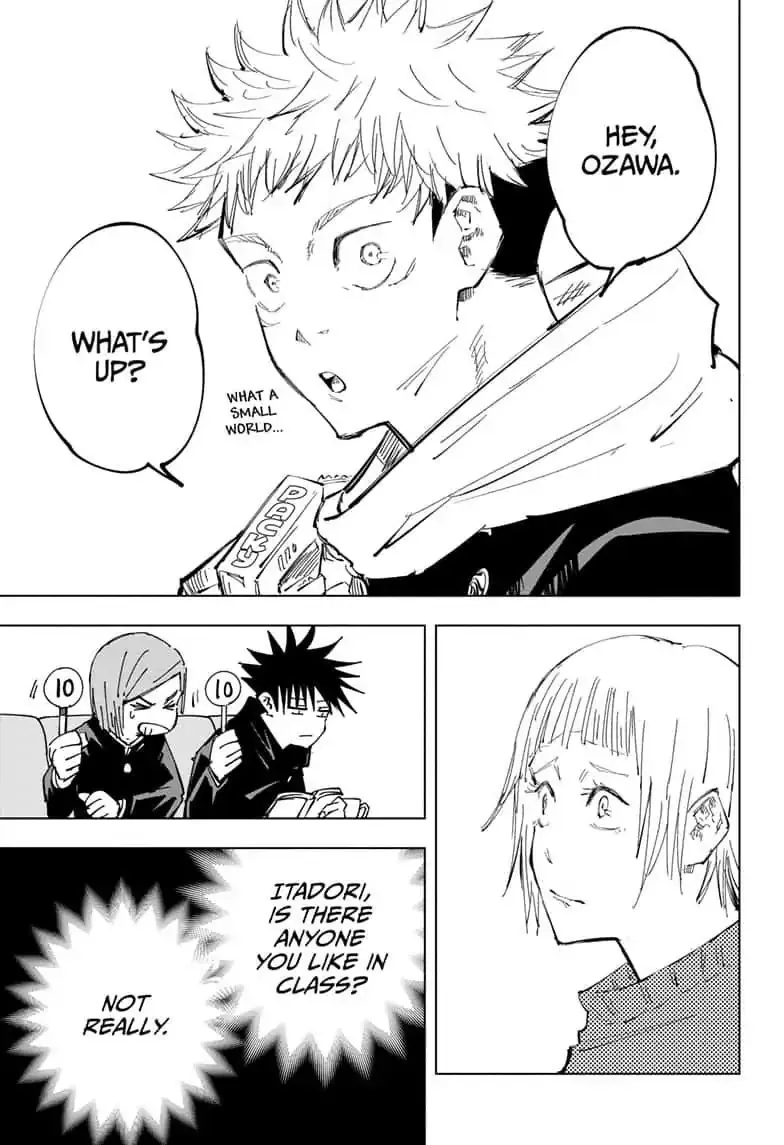 HEY,
OZAWA.
WHAT'S
UP?
WHAT A
SMALL
WORLD...
PACKY
10
10
ITADORI,
IS THERE
ANYONE
YOU LIKE IN
CLASS?
NOT
REALLY.